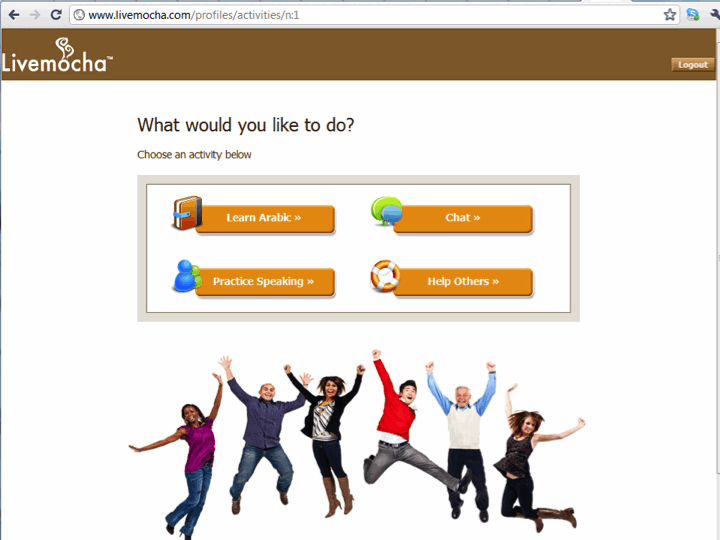 www.livemocha.com/profiles/activities/n:1
Livemocha™
Logout
What would you like to do?
Choose an activity below
Learn Arabic »
Chat »
Practice Speaking »
Help Others »